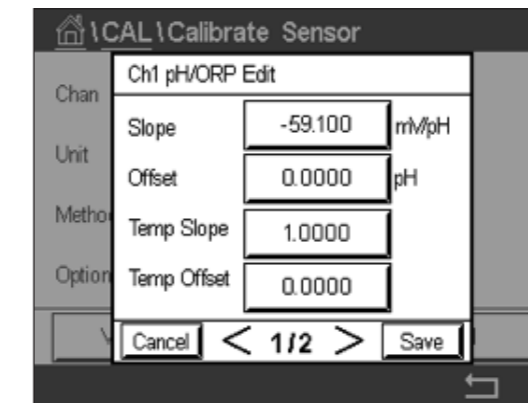 \CAL\Calibrate Sensor
Ch1 pH/ORP Edit
Chan
Slope -59.100 mV/pH
Unit
Offset 0.0000 pH
Metho
Temp Slope 1.0000
Option
Temp Offset 0.0000
Cancel < 1/2 > Save